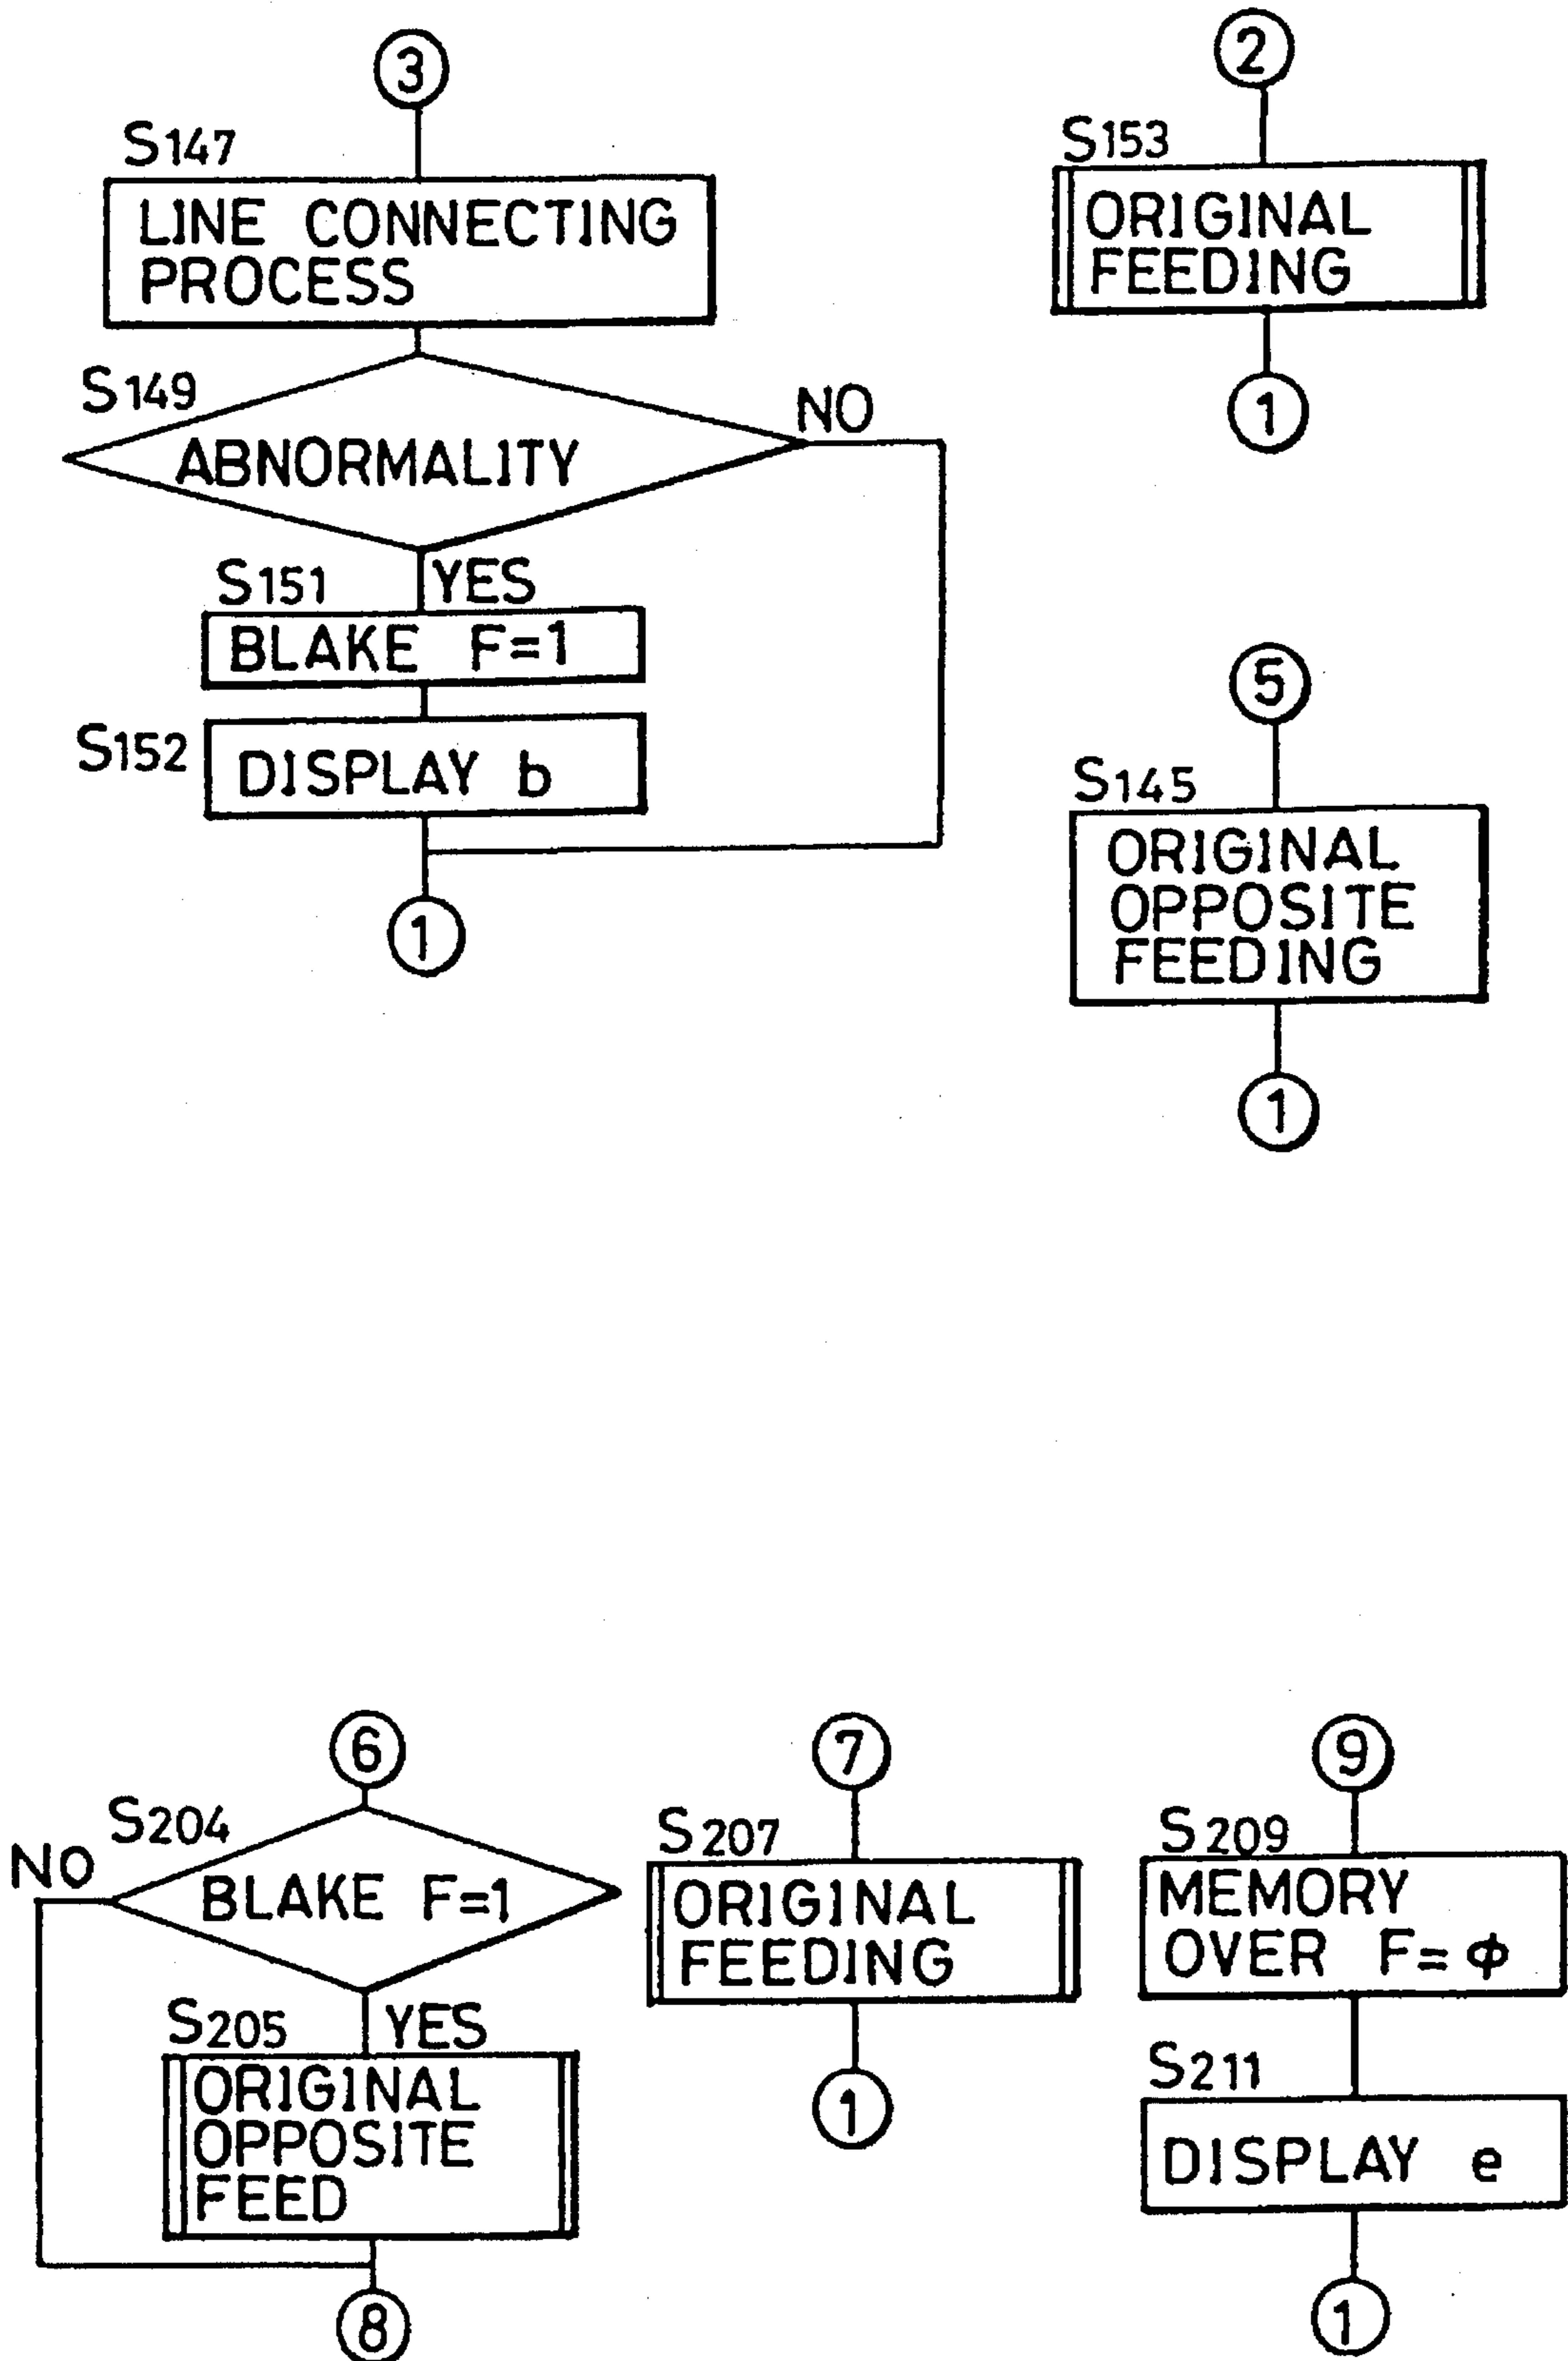 3
S147
LINE CONNECTING
PROCESS
S149
ABNORMALITY
NO
YES
S151
BLAKE F=1
S152
DISPLAY b
1
2
S153
ORIGINAL
FEEDING
1
5
S145
ORIGINAL
OPPOSITE
FEEDING
1
6
S204
NO
BLAKE F=1
YES
S205
ORIGINAL
OPPOSITE
FEED
8
7
S207
ORIGINAL
FEEDING
1
9
S209
MEMORY
OVER F=ϕ
S211
DISPLAY e
1